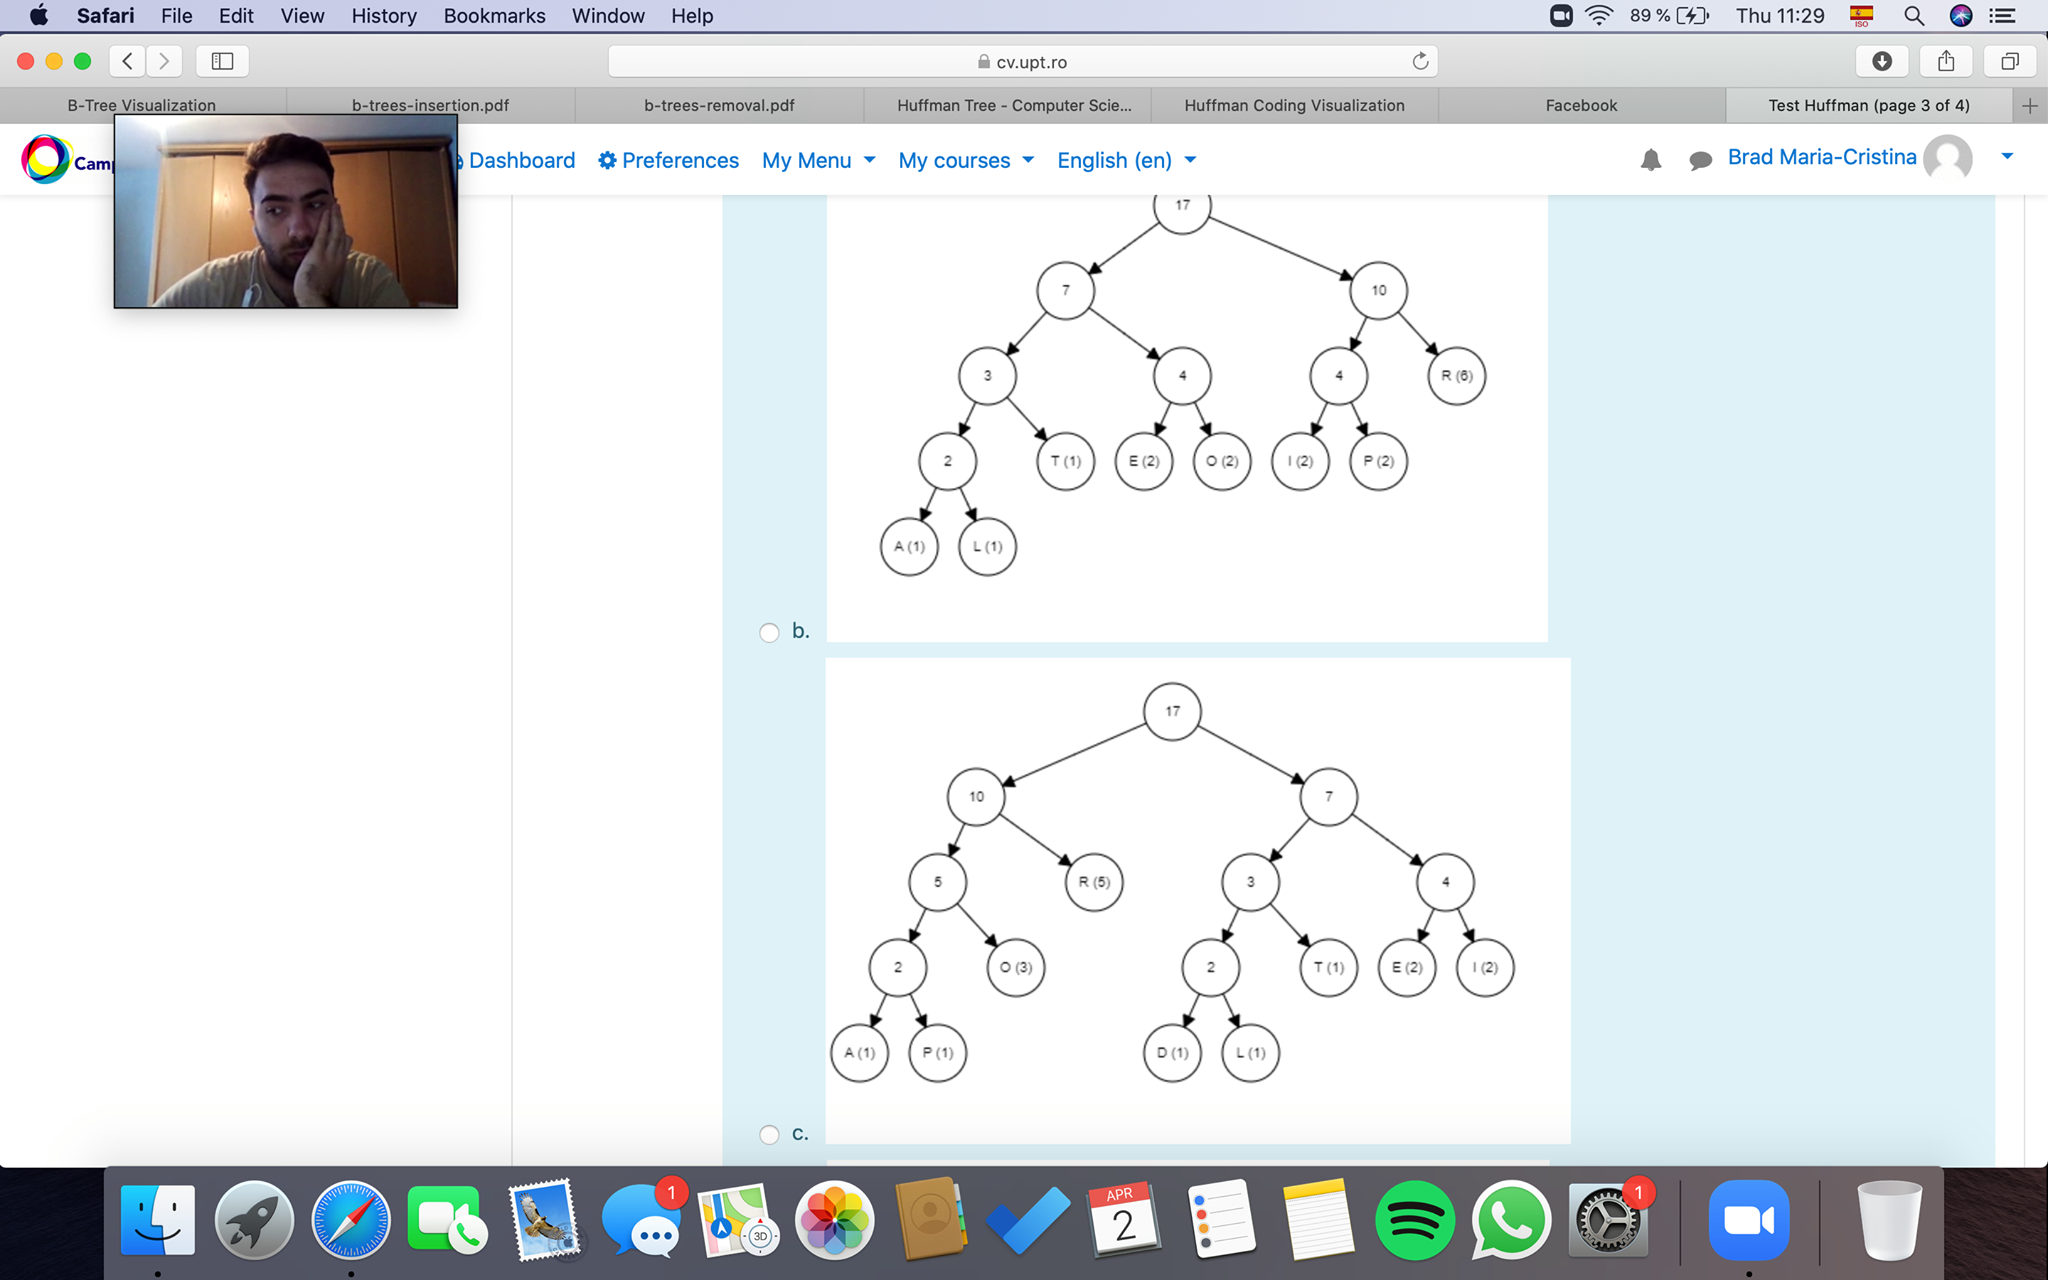 Safari File Edit View History Bookmarks Window Help 89 % Thu 11:29 ISO
cv.upt.ro
B-Tree Visualization b-trees-insertion.pdf b-trees-removal.pdf Huffman Tree - Computer Scie... Huffman Coding Visualization Facebook Test Huffman (page 3 of 4)
Camp Dashboard Preferences My Menu My courses English (en) Brad Maria-Cristina
17
7 10
3 4 4 R (6)
2 T (1) E (2) O (2) I (2) P (2)
A (1) L (1)
b.
17
10 7
5 R (5) 3 4
2 O (3) 2 T (1) E (2) I (2)
A (1) P (1) D (1) L (1)
c.
1 3D APR 2 1